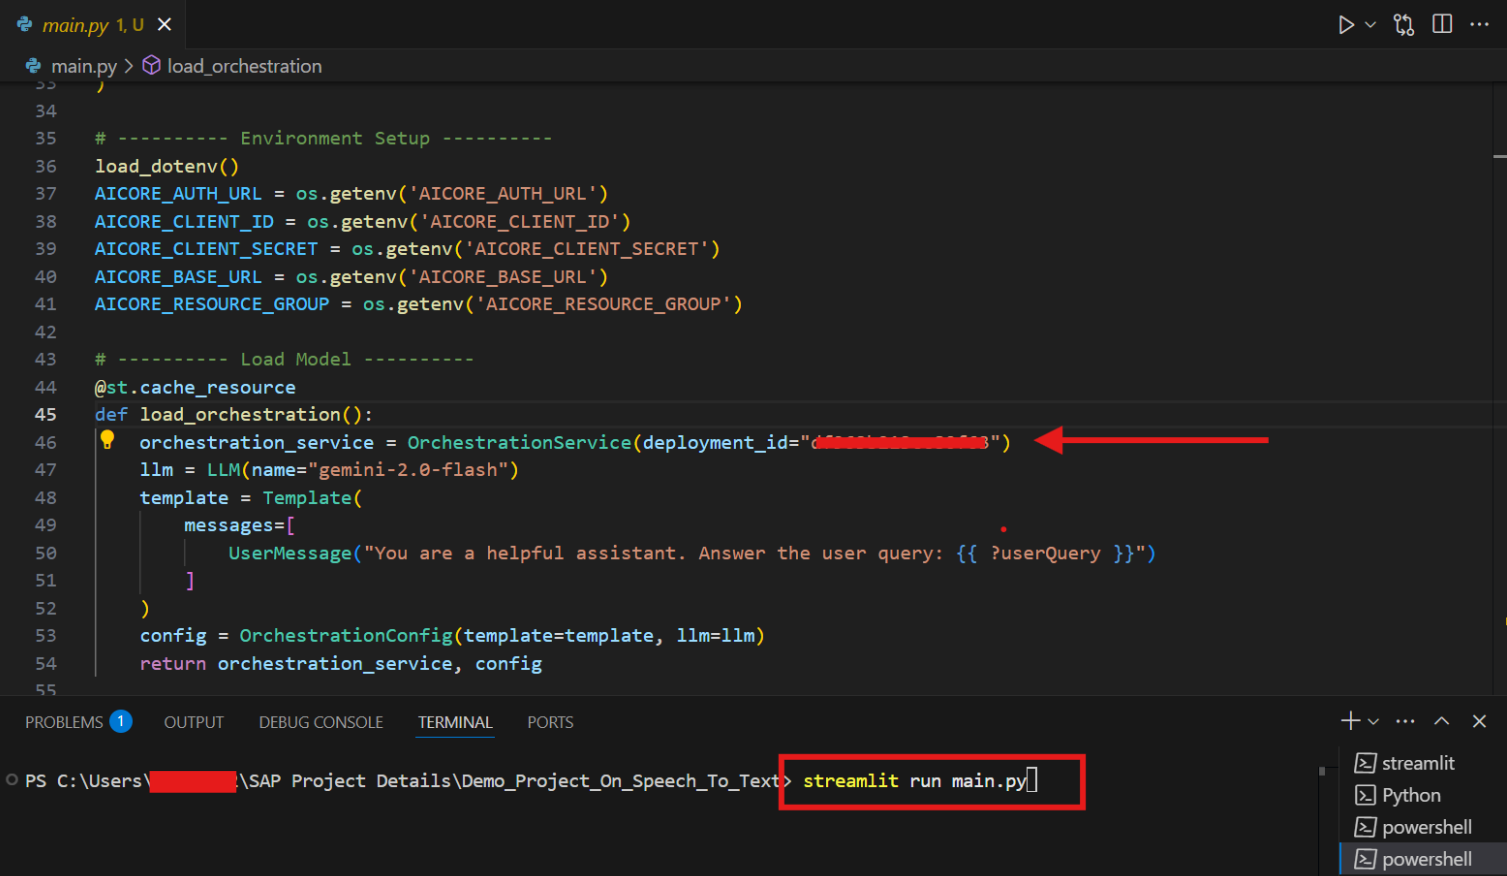 main.py 1, U
main.py > load_orchestration
33 )
34
35 # ---------- Environment Setup ----------
36 load_dotenv()
37 AICORE_AUTH_URL = os.getenv('AICORE_AUTH_URL')
38 AICORE_CLIENT_ID = os.getenv('AICORE_CLIENT_ID')
39 AICORE_CLIENT_SECRET = os.getenv('AICORE_CLIENT_SECRET')
40 AICORE_BASE_URL = os.getenv('AICORE_BASE_URL')
41 AICORE_RESOURCE_GROUP = os.getenv('AICORE_RESOURCE_GROUP')
42
43 # ---------- Load Model ----------
44 @st.cache_resource
45 def load_orchestration():
46 orchestration_service = OrchestrationService(deployment_id="")
47 llm = LLM(name="gemini-2.0-flash")
48 template = Template(
49 messages=[
50 UserMessage("You are a helpful assistant. Answer the user query: {{ ?userQuery }}")
51 ]
52 )
53 config = OrchestrationConfig(template=template, llm=llm)
54 return orchestration_service, config
55
PROBLEMS 1 OUTPUT DEBUG CONSOLE TERMINAL PORTS
PS C:\Users\\SAP Project Details\Demo_Project_On_Speech_To_Text> streamlit run main.py
streamlit
Python
powershell
powershell